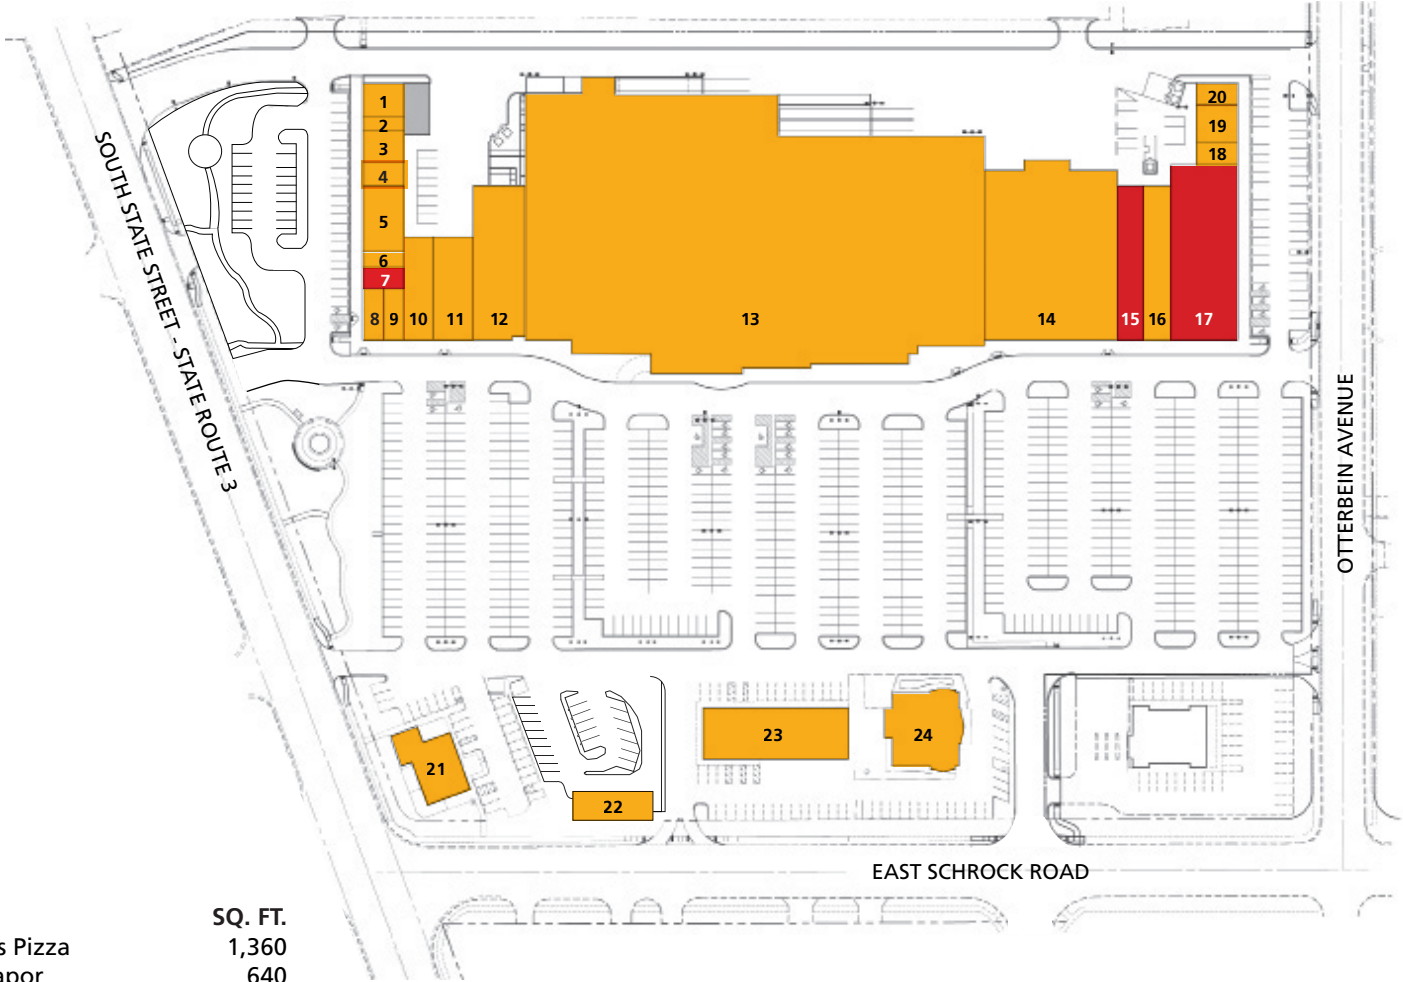 1
2
3
4
5
6
7
8 9 10 11 12 13 14 15 16 17
20
19
18
SOUTH STATE STREET - STATE ROUTE 3
OTTERBEIN AVENUE
21
22
23
24
EAST SCHROCK ROAD
SQ. FT.
s Pizza 1,360
apor 640